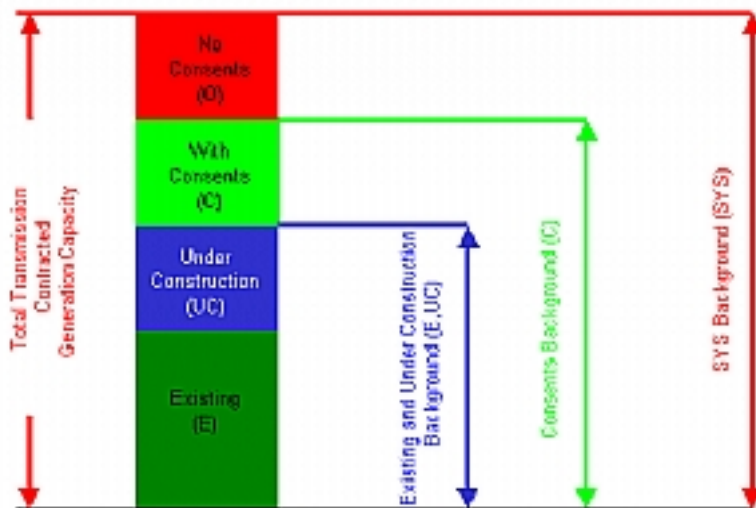 No
Consents
(O)
With
Consents
(C)
Under
Construction
(UC)
Existing
(E)
Total Transmission
Contracted
Generation Capacity
Existing and Under Construction
Background (E,UC)
Consents Background (C)
SYS Background (SYS)